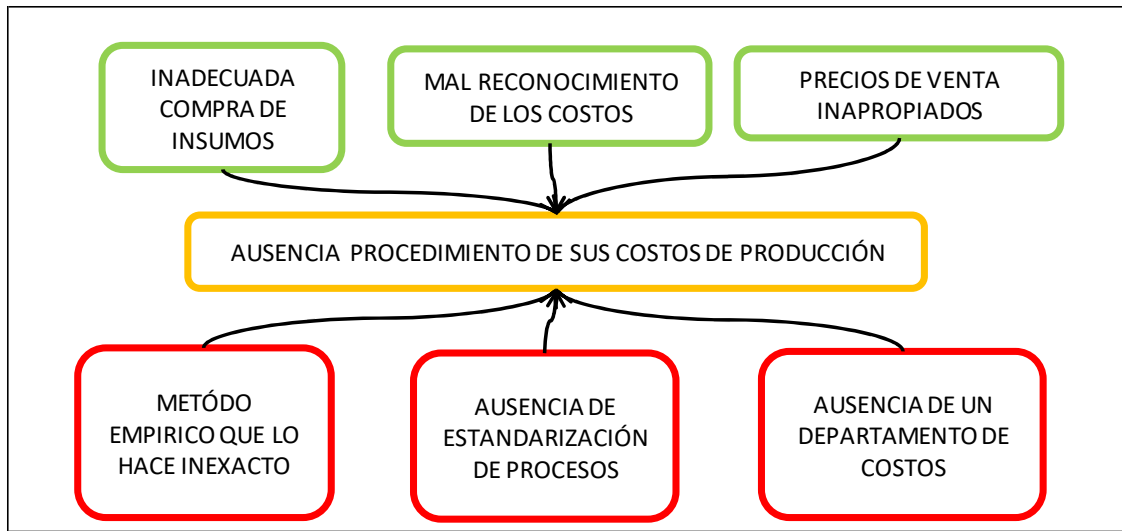 INADECUADA
COMPRA DE
INSUMOS
MAL RECONOCIMIENTO
DE LOS COSTOS
PRECIOS DE VENTA
INAPROPIADOS
AUSENCIA PROCEDIMIENTO DE SUS COSTOS DE PRODUCCIÓN
METÓDO
EMPIRICO QUE LO
HACE INEXACTO
AUSENCIA DE
ESTANDARIZACIÓN
DE PROCESOS
AUSENCIA DE UN
DEPARTAMENTO DE
COSTOS